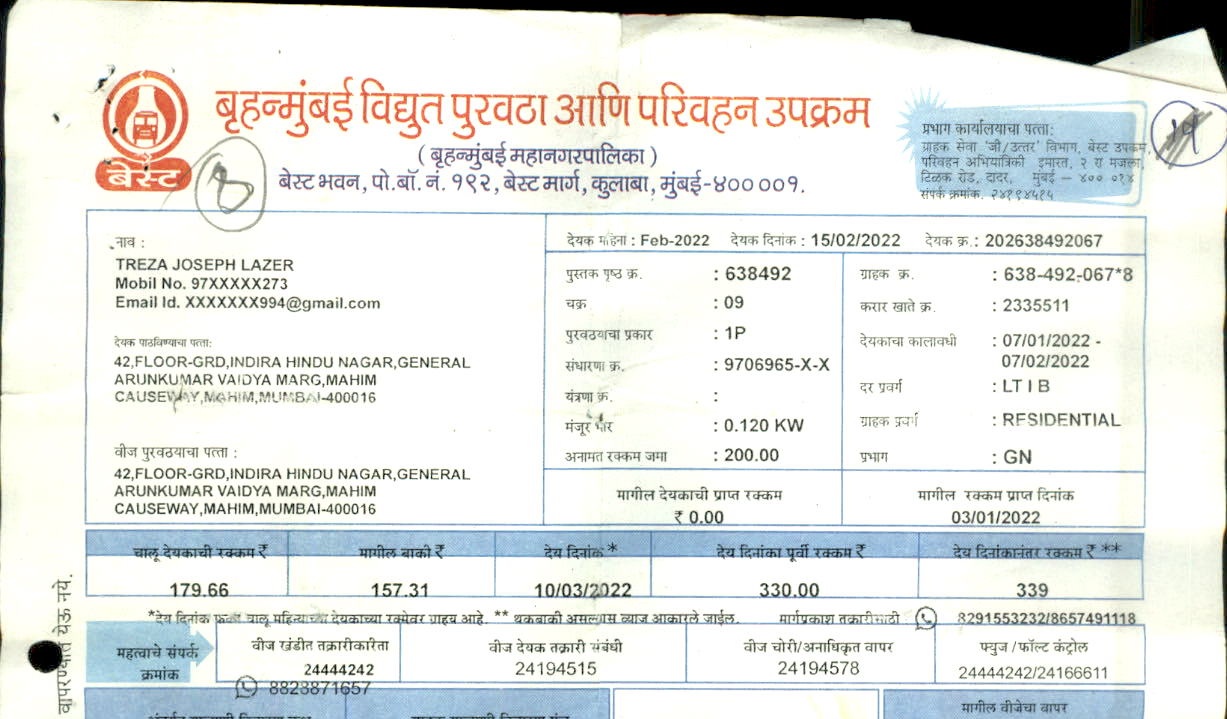 बृहन्मुंबई विद्युत पुरवठा आणि परिवहन उपक्रम
( बृहन्मुंबई महानगरपालिका )
बेस्ट भवन, पो.बॉ. नं. १९२, बेस्ट मार्ग, कुलाबा, मुंबई-४०० ००१.
बेस्ट
8
प्रभाग कार्यालयाचा पत्ता:
ग्राहक सेवा 'जी/उत्तर' विभाग, बेस्ट उपक्रम,
परिवहन अभियांत्रिकी इमारत, २ रा मजला,
टिळक रोड, दादर, मुंबई – ४०० ०१४
संपर्क क्रमांक. २४१९४५१५
नाव :
TREZA JOSEPH LAZER
Mobil No. 97XXXXX273
Email Id. XXXXXXX994@gmail.com
देयक पाठविण्याचा पत्ता:
42,FLOOR-GRD,INDIRA HINDU NAGAR,GENERAL
ARUNKUMAR VAIDYA MARG,MAHIM
CAUSEWAY,MAHIM,MUMBAI-400016
वीज पुरवठयाचा पत्ता :
42,FLOOR-GRD,INDIRA HINDU NAGAR,GENERAL
ARUNKUMAR VAIDYA MARG,MAHIM
CAUSEWAY,MAHIM,MUMBAI-400016
देयक महिना : Feb-2022 देयक दिनांक : 15/02/2022 देयक क्र.: 202638492067
पुस्तक पृष्ठ क्र. : 638492
चक्र : 09
पुरवठयाचा प्रकार : 1P
संधारणा क्र. : 9706965-X-X
यंत्रणा क्र. :
मंजूर भार : 0.120 KW
अनामत रक्कम जमा : 200.00
ग्राहक क्र. : 638-492-067*8
करार खाते क्र. : 2335511
देयकाचा कालावधी : 07/01/2022 -
07/02/2022
दर प्रवर्ग : LT I B
ग्राहक प्रवर्ग : RESIDENTIAL
प्रभाग : GN
मागील देयकाची प्राप्त रक्कम
₹ 0.00
मागील रक्कम प्राप्त दिनांक
03/01/2022
चालू देयकाची रक्कम ₹ मागील बाकी ₹ देय दिनांक * देय दिनांका पूर्वी रक्कम ₹ देय दिनांकानंतर रक्कम ₹ **
179.66 157.31 10/03/2022 330.00 339
*देय दिनांक फक्त चालू महिन्याच्या देयकाच्या रक्मेवर ग्राहय आहे. ** थकबाकी असल्यास व्याज आकारले जाईल. मार्गप्रकाश तक्रारीसाठी 8291553232/8657491118
महत्वाचे संपर्क
क्रमांक
वीज खंडीत तक्रारीकरिता
24444242
8828871657
वीज देयक तक्रारी संबंधी
24194515
वीज चोरी/अनाधिकृत वापर
24194578
फ्युज /फॉल्ट कंट्रोल
24444242/24166611
मागील वीजेचा वापर
वापरण्यात येऊ नये.